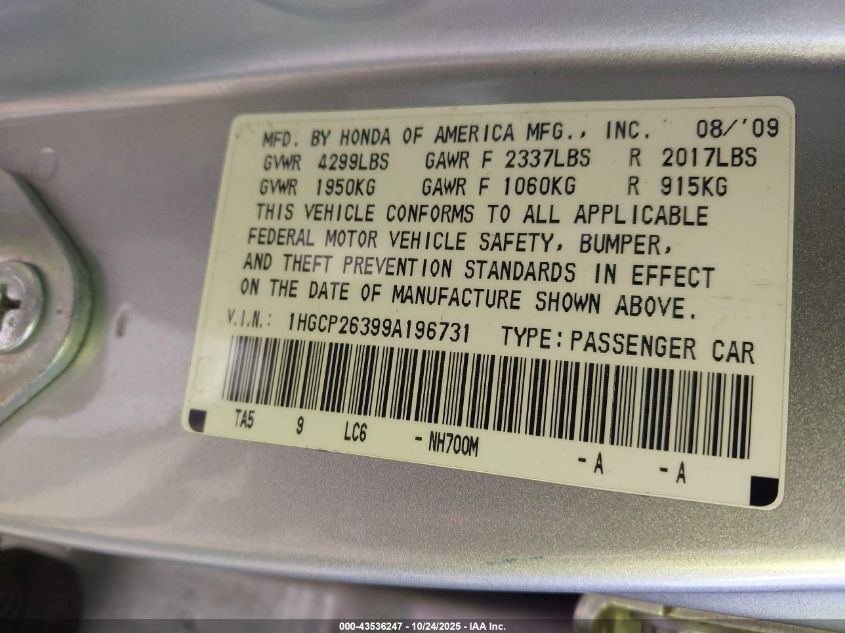 MFD. BY HONDA OF AMERICA MFG., INC. 08/'09
GVWR 4299LBS GAWR F 2337LBS R 2017LBS
GVWR 1950KG GAWR F 1060KG R 915KG
THIS VEHICLE CONFORMS TO ALL APPLICABLE
FEDERAL MOTOR VEHICLE SAFETY, BUMPER,
AND THEFT PREVENTION STANDARDS IN EFFECT
ON THE DATE OF MANUFACTURE SHOWN ABOVE.
V.I.N.: 1HGCP26399A196731 TYPE:PASSENGER CAR
TA5 9 LC6 -NH700M -A -A
000-43536247 - 10/24/2025 - IAA Inc.